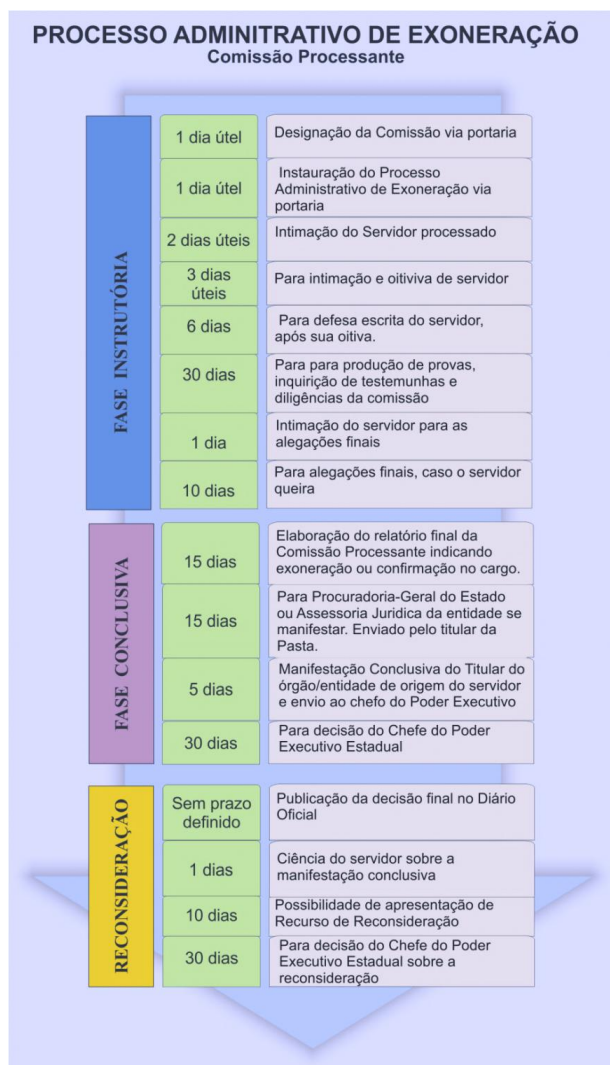 PROCESSO ADMINITRATIVO DE EXONERAÇÃO
Comissão Processante
FASE INSTRUTÓRIA
1 dia útel
Designação da Comissão via portaria
1 dia útel
Instauração do Processo
Administrativo de Exoneração via
portaria
2 dias úteis
Intimação do Servidor processado
3 dias
úteis
Para intimação e oitiviva de servidor
6 dias
Para defesa escrita do servidor,
após sua oitiva.
30 dias
Para para produção de provas,
inquirição de testemunhas e
diligências da comissão
1 dia
Intimação do servidor para as
alegações finais
10 dias
Para alegações finais, caso o servidor
queira
FASE CONCLUSIVA
15 dias
Elaboração do relatório final da
Comissão Processante indicando
exoneração ou confirmação no cargo.
15 dias
Para Procuradoria-Geral do Estado
ou Assessoria Juridica da entidade se
manifestar. Enviado pelo titular da
Pasta.
5 dias
Manifestação Conclusiva do Titular do
órgão/entidade de origem do servidor
e envio ao chefo do Poder Executivo
30 dias
Para decisão do Chefe do Poder
Executivo Estadual
RECONSIDERAÇÃO
Sem prazo
definido
Publicação da decisão final no Diário
Oficial
1 dias
Ciência do servidor sobre a
manifestação conclusiva
10 dias
Possibilidade de apresentação de
Recurso de Reconsideração
30 dias
Para decisão do Chefe do Poder
Executivo Estadual sobre a
reconsideração